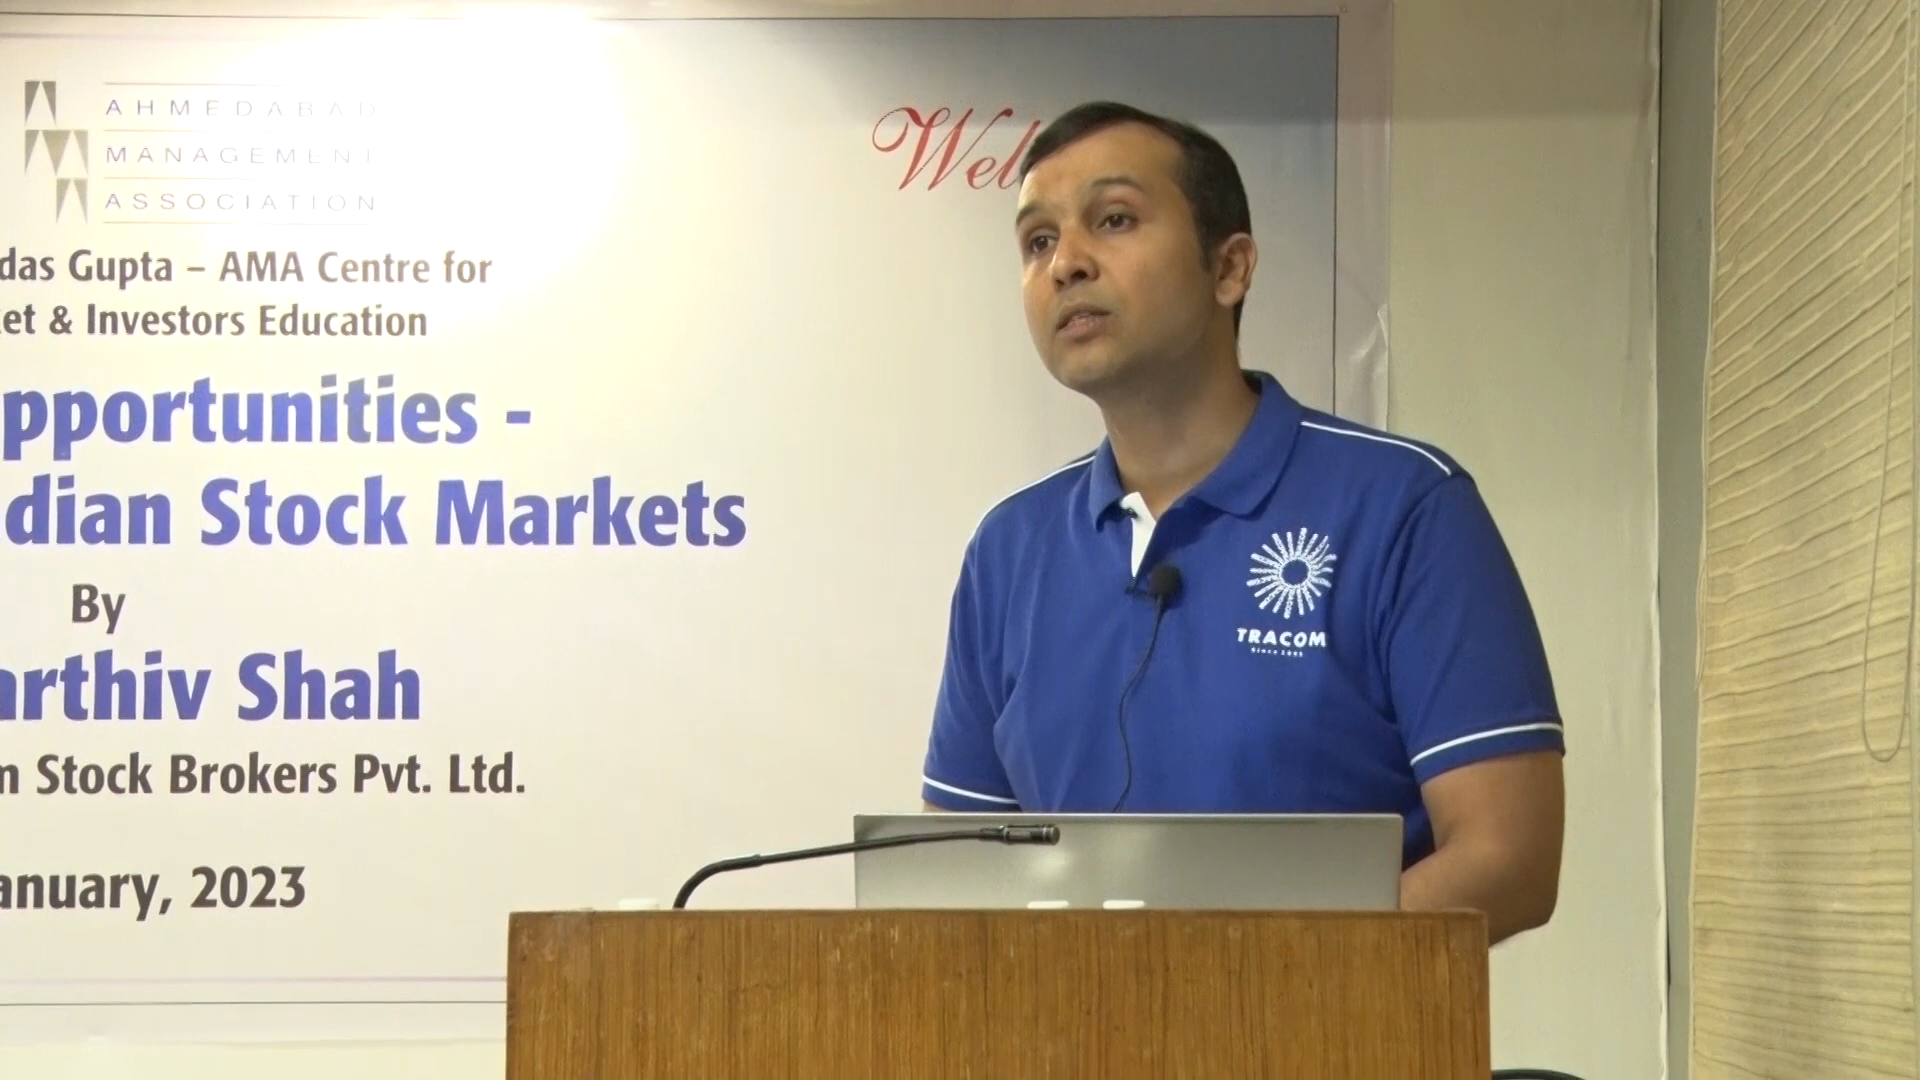 AHMEDABAD
MANAGEMENT
ASSOCIATION
Wel
das Gupta – AMA Centre for
et & Investors Education
pportunities -
dian Stock Markets
By
arthiv Shah
m Stock Brokers Pvt. Ltd.
anuary, 2023
TRACOM